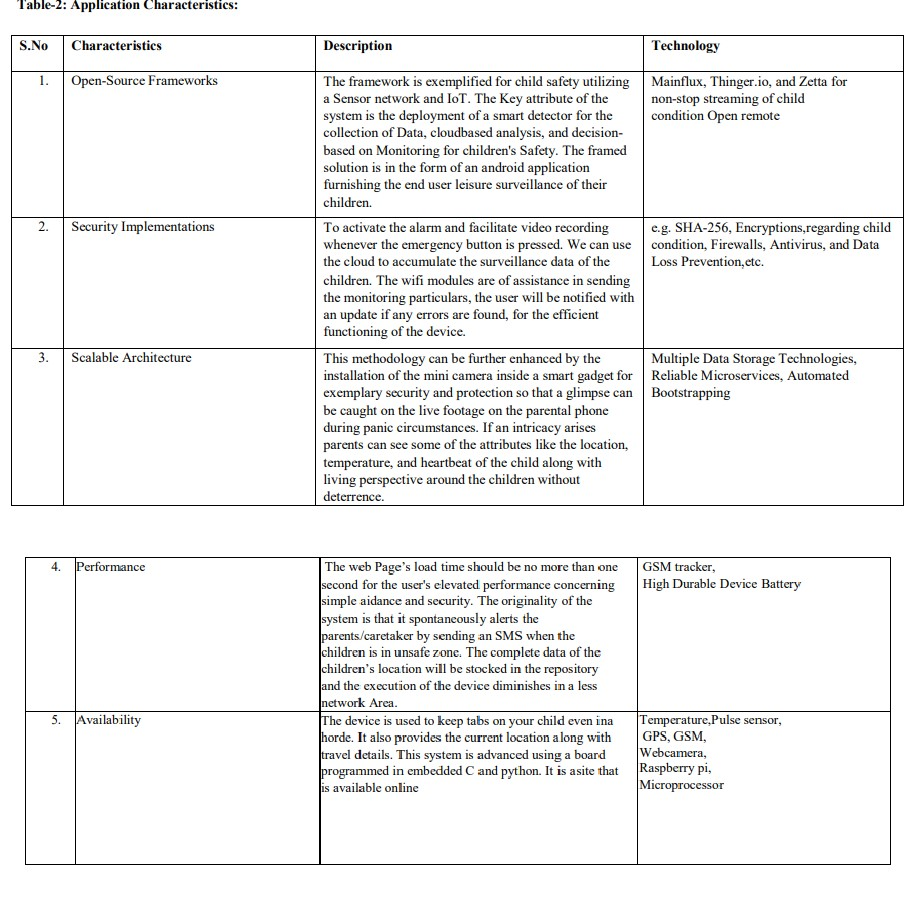 Table-2: Application Characteristics:
S.No Characteristics Description Technology
1. Open-Source Frameworks
The framework is exemplified for child safety utilizing
a Sensor network and IoT. The Key attribute of the
system is the deployment of a smart detector for the
collection of Data, cloudbased analysis, and decision-
based on Monitoring for children's Safety. The framed
solution is in the form of an android application
furnishing the end user leisure surveillance of their
children.
Mainflux, Thinger.io, and Zetta for
non-stop streaming of child
condition Open remote
2. Security Implementations
To activate the alarm and facilitate video recording
whenever the emergency button is pressed. We can use
the cloud to accumulate the surveillance data of the
children. The wifi modules are of assistance in sending
the monitoring particulars, the user will be notified with
an update if any errors are found, for the efficient
functioning of the device.
e.g. SHA-256, Encryptions,regarding child
condition, Firewalls, Antivirus, and Data
Loss Prevention,etc.
3. Scalable Architecture
This methodology can be further enhanced by the
installation of the mini camera inside a smart gadget for
exemplary security and protection so that a glimpse can
be caught on the live footage on the parental phone
during panic circumstances. If an intricacy arises
parents can see some of the attributes like the location,
temperature, and heartbeat of the child along with
living perspective around the children without
deterrence.
Multiple Data Storage Technologies,
Reliable Microservices, Automated
Bootstrapping
4. Performance
The web Page's load time should be no more than one
second for the user's elevated performance concerning
simple aidance and security. The originality of the
system is that it spontaneously alerts the
parents/caretaker by sending an SMS when the
children is in unsafe zone. The complete data of the
children's location will be stocked in the repository
and the execution of the device diminishes in a less
network Area.
GSM tracker,
High Durable Device Battery
5. Availability
The device is used to keep tabs on your child even ina
horde. It also provides the current location along with
travel details. This system is advanced using a board
programmed in embedded C and python. It is asite that
is available online
Temperature,Pulse sensor,
GPS, GSM,
Webcamera,
Raspberry pi,
Microprocessor